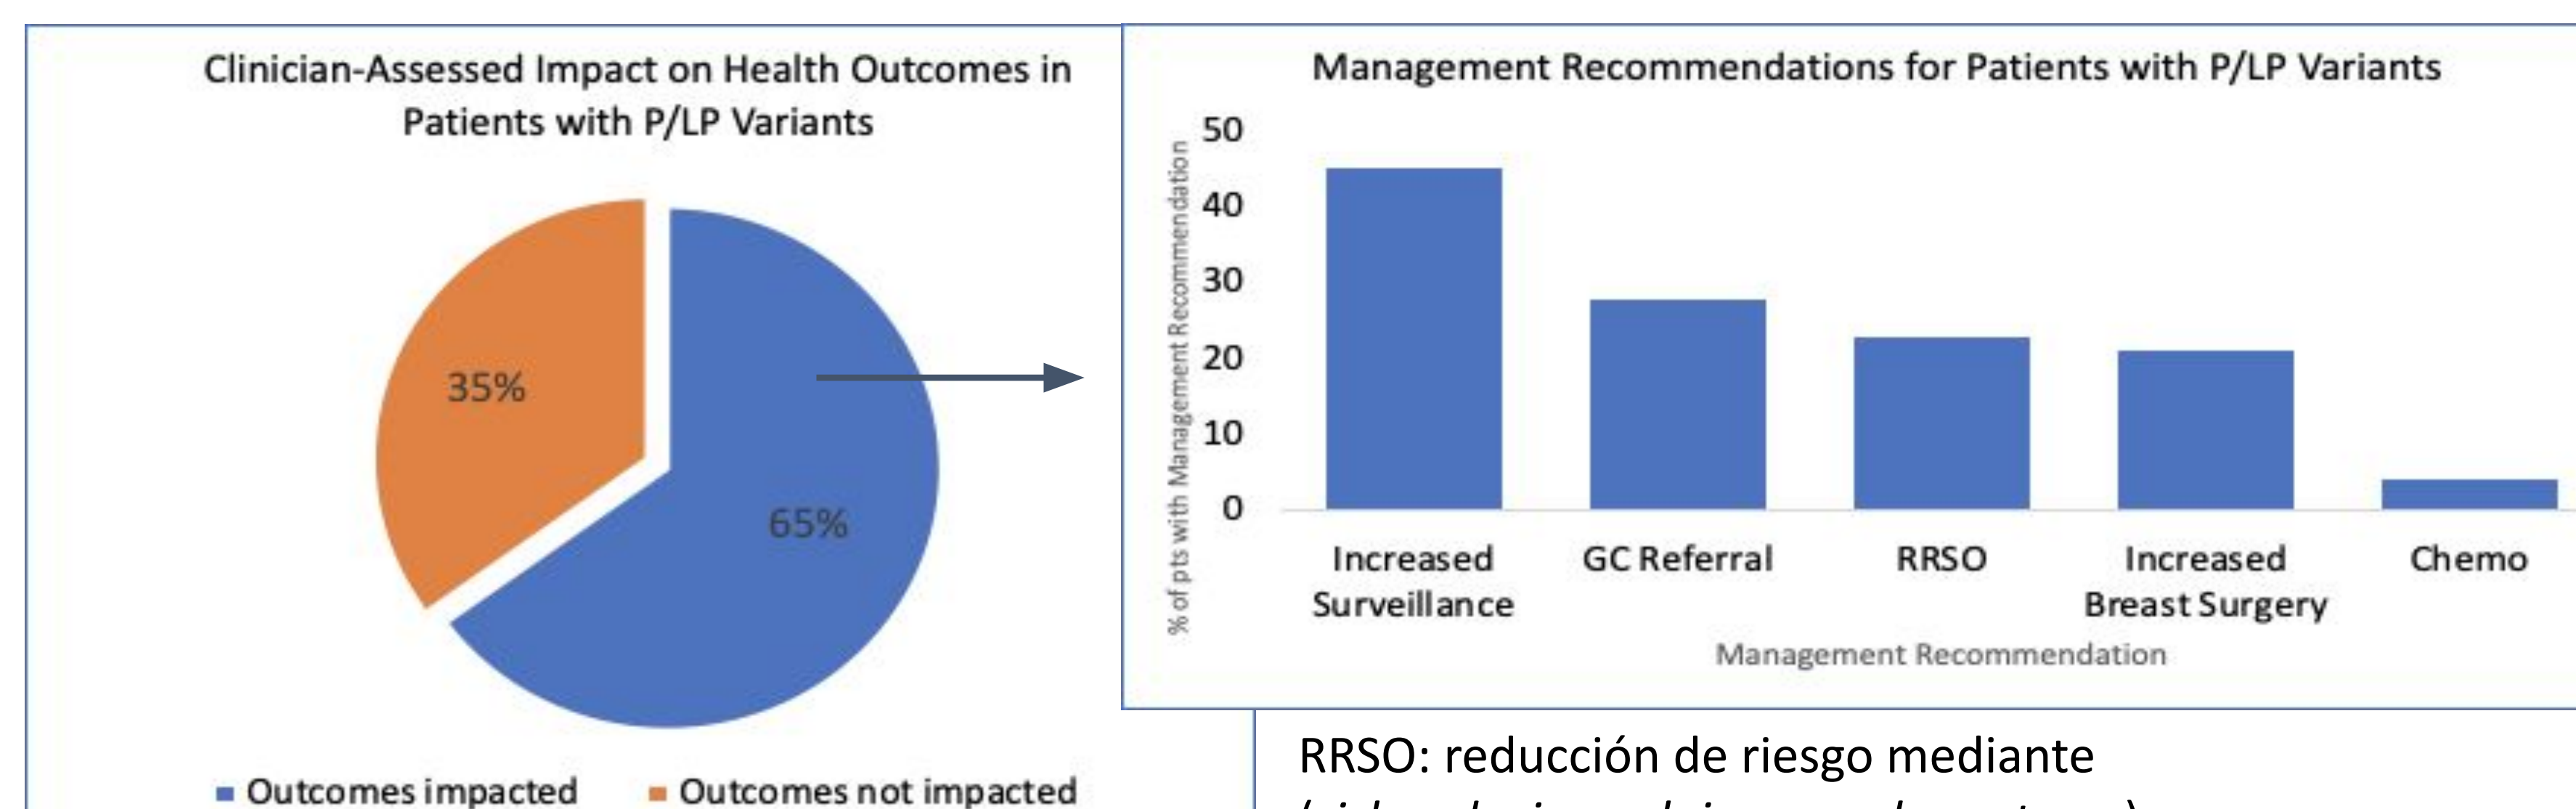 Clinician-Assessed Impact on Health Outcomes in
Patients with P/LP Variants
35%
65%
Outcomes impacted
Outcomes not impacted
Management Recommendations for Patients with P/LP Variants
% of pts with Management Recommendation
50
40
30
20
10
0
Increased
Surveillance
GC Referral
RRSO
Increased
Breast Surgery
Chemo
Management Recommendation
RRSO: reducción de riesgo mediante